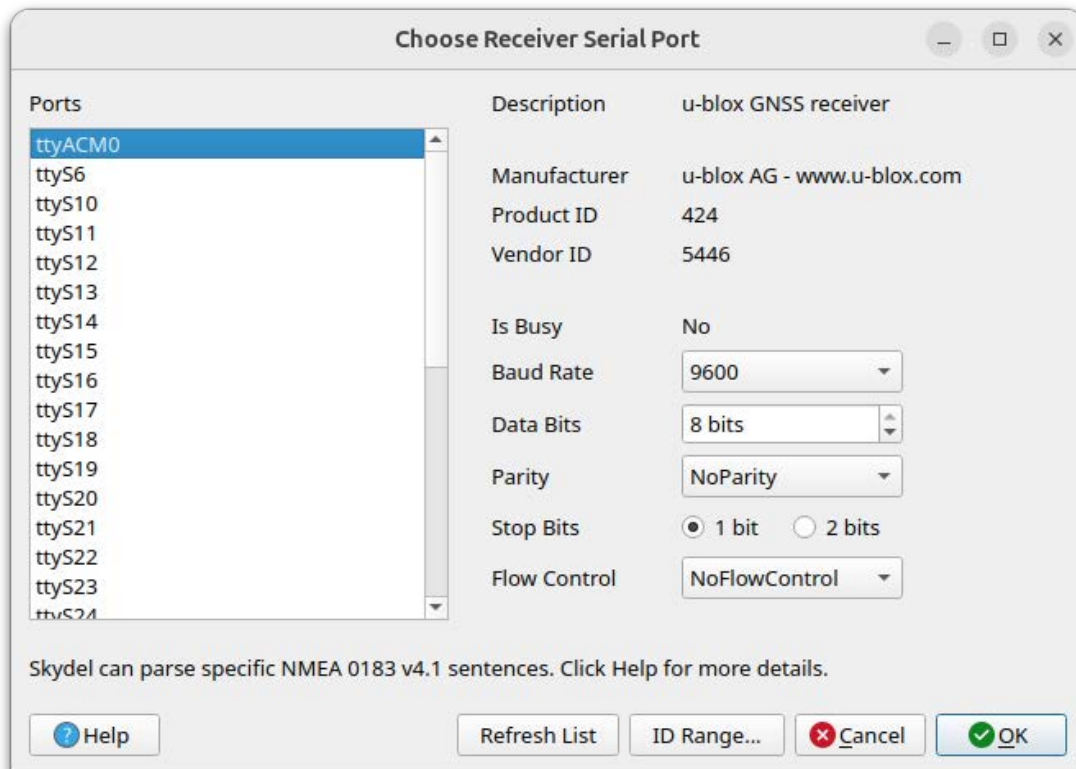 Choose Receiver Serial Port
Ports
ttyACM0
ttyS6
ttyS10
ttyS11
ttyS12
ttyS13
ttyS14
ttyS15
ttyS16
ttyS17
ttyS18
ttyS19
ttyS20
ttyS21
ttyS22
ttyS23
ttyS24
Description u-blox GNSS receiver
Manufacturer u-blox AG - www.u-blox.com
Product ID 424
Vendor ID 5446
Is Busy No
Baud Rate 9600
Data Bits 8 bits
Parity NoParity
Stop Bits 1 bit 2 bits
Flow Control NoFlowControl
Skydel can parse specific NMEA 0183 v4.1 sentences. Click Help for more details.
? Help Refresh List ID Range... Cancel OK